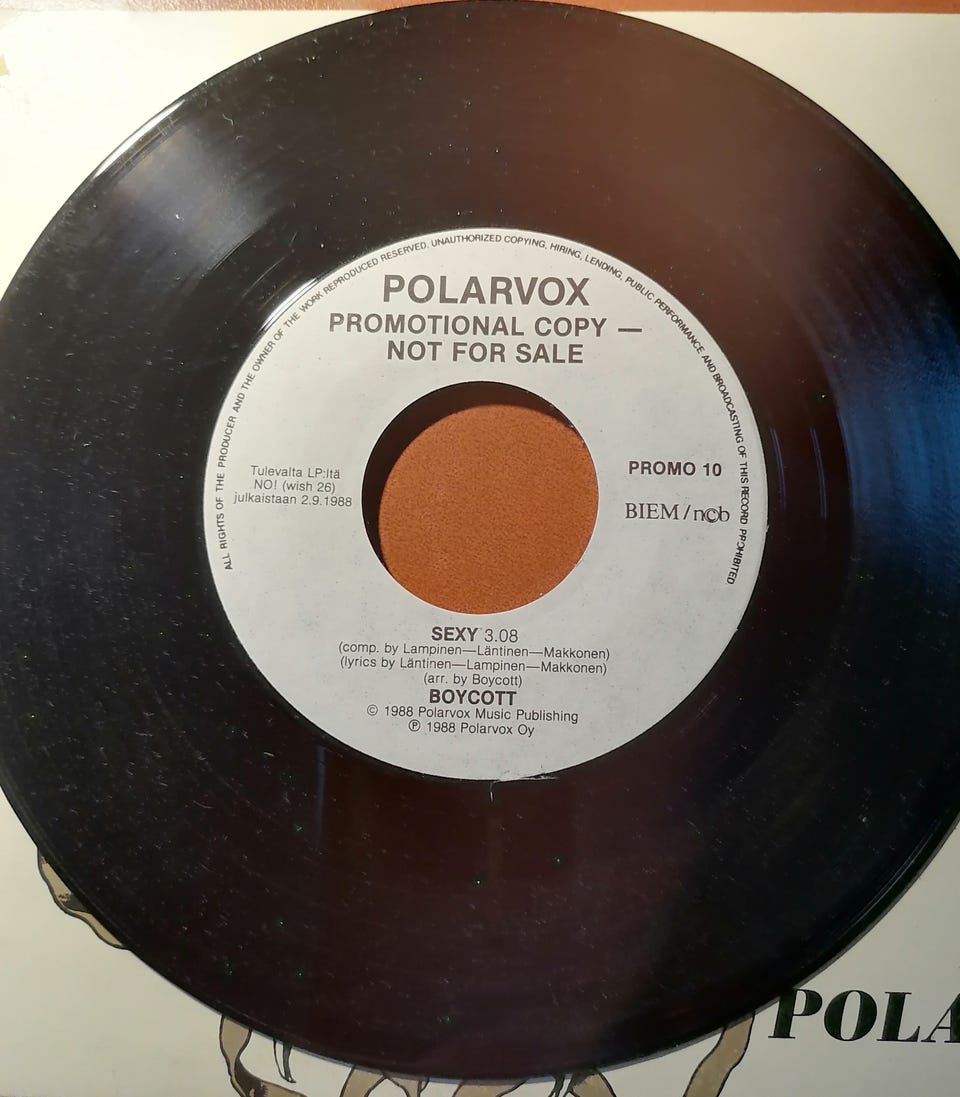 ALL RIGHTS OF THE PRODUCER AND THE OWNER OF THE WORK REPRODUCED RESERVED. UNAUTHORIZED COPYING, HIRING, LENDING, PUBLIC PERFORMANCE AND BROADCASTING OF THIS RECORD PROHIBITED
POLARVOX
PROMOTIONAL COPY —
NOT FOR SALE
Tulevalta LP:ltä
NO! (wish 26)
julkaistaan 2.9.1988
PROMO 10
BIEM/ncb
SEXY 3.08
(comp. by Lampinen—Läntinen—Makkonen)
(lyrics by Läntinen—Lampinen—Makkonen)
(arr. by Boycott)
BOYCOTT
© 1988 Polarvox Music Publishing
℗ 1988 Polarvox Oy
POLA